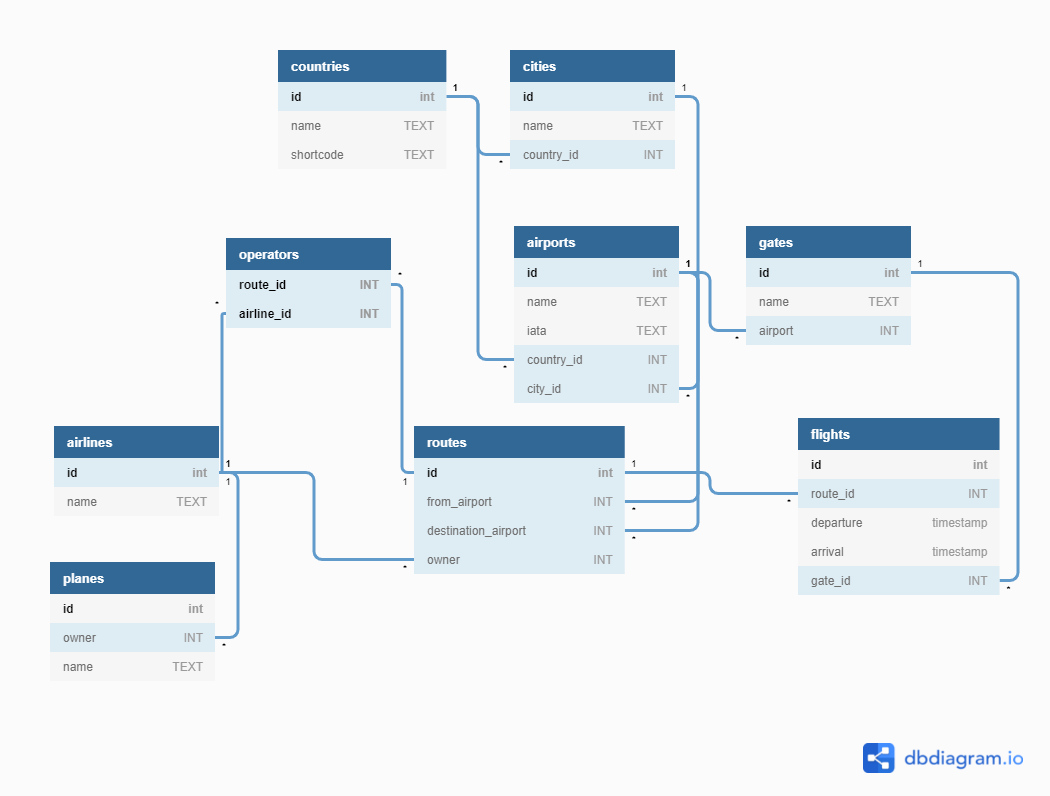 countries
id int
name TEXT
shortcode TEXT
1
*
cities
id int
name TEXT
country_id INT
1
operators
route_id INT
airline_id INT
*
*
airports
id int
name TEXT
iata TEXT
country_id INT
city_id INT
1
*
*
gates
id int
name TEXT
airport INT
1
*
airlines
id int
name TEXT
1
1
routes
id int
from_airport INT
destination_airport INT
owner INT
1
1
*
*
*
flights
id int
route_id INT
departure timestamp
arrival timestamp
gate_id INT
*
*
planes
id int
owner INT
name TEXT
*
dbdiagram.io